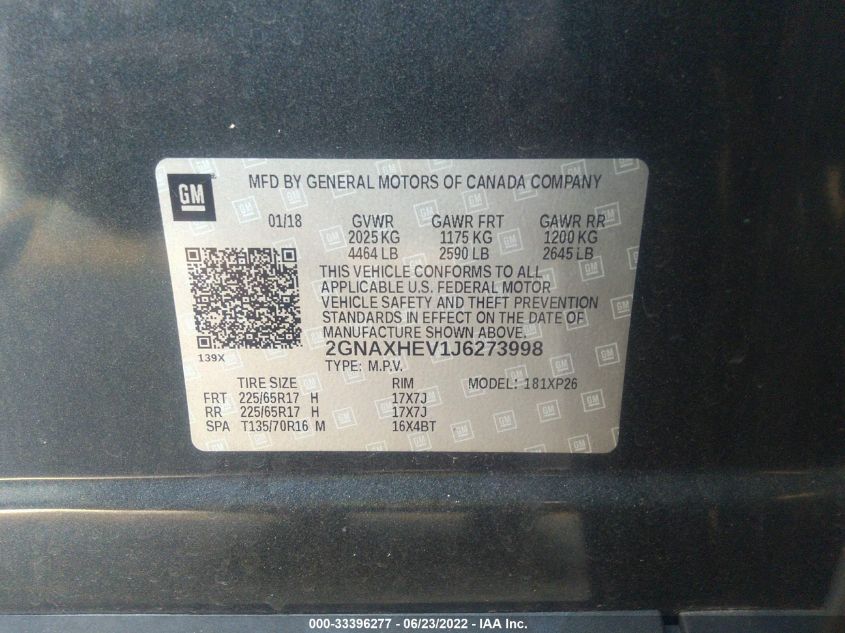 GM
MFD BY GENERAL MOTORS OF CANADA COMPANY
01/18 GVWR GAWR FRT GAWR RR
2025 KG 1175 KG 1200 KG
4464 LB 2590 LB 2645 LB
THIS VEHICLE CONFORMS TO ALL
APPLICABLE U.S. FEDERAL MOTOR
VEHICLE SAFETY AND THEFT PREVENTION
STANDARDS IN EFFECT ON THE DATE OF
MANUFACTURE SHOWN ABOVE.
139X
2GNAXHEV1J6273998
TYPE: M.P.V.
TIRE SIZE RIM MODEL: 181XP26
FRT 225/65R17 H 17X7J
RR 225/65R17 H 17X7J
SPA T135/70R16 M 16X4BT
000-33396277 - 06/23/2022 - IAA Inc.